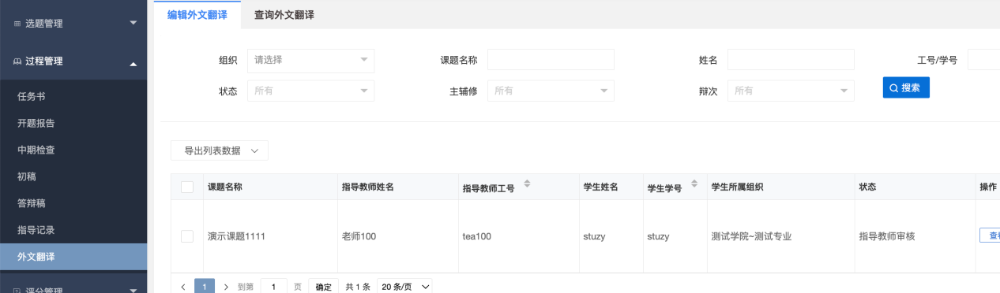 选题管理
过程管理
任务书
开题报告
中期检查
初稿
答辩稿
指导记录
外文翻译
评分管理
编辑外文翻译 查询外文翻译
组织 请选择 课题名称 姓名 工号/学号
状态 所有 主辅修 所有 辩次 所有 搜索
导出列表数据
课题名称 指导教师姓名 指导教师工号 学生姓名 学生学号 学生所属组织 状态 操作
演示课题1111 老师100 tea100 stuzy stuzy 测试学院~测试专业 指导教师审核 查看
1 到第 1 页 确定 共 1 条 20 条/页